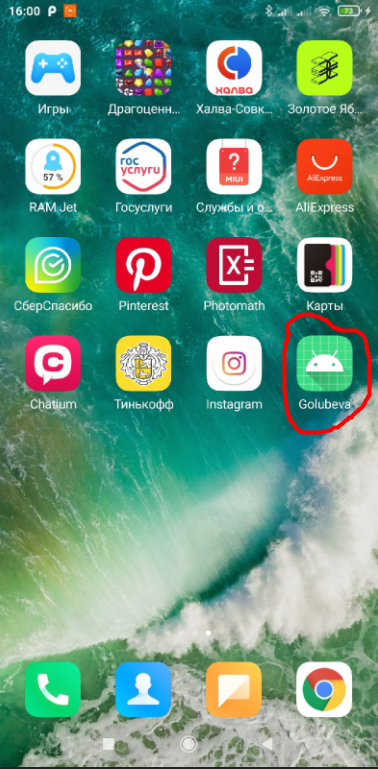 16:00 P 73
Игры Драгоценн... Халва-Совк... Золотое Яб...
57 %
гос
услуги
халва
?
MIUI
AliExpress
RAM Jet Госуслуги Службы и о... AliExpress
X
СберСпасибо Pinterest Photomath Карты
Chatium Тинькофф Instagram Golubeva